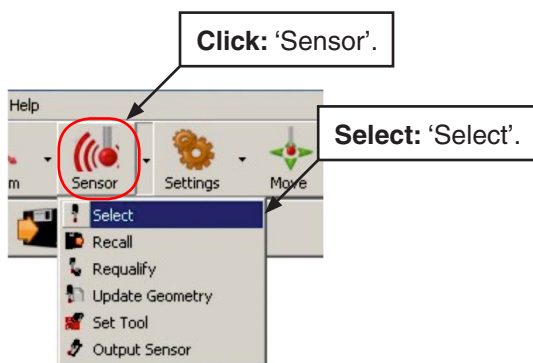 Click: ‘Sensor’.
Help
Select: ‘Select’.
m Sensor Settings Move
Select
Recall
Requalify
Update Geometry
Set Tool
Output Sensor